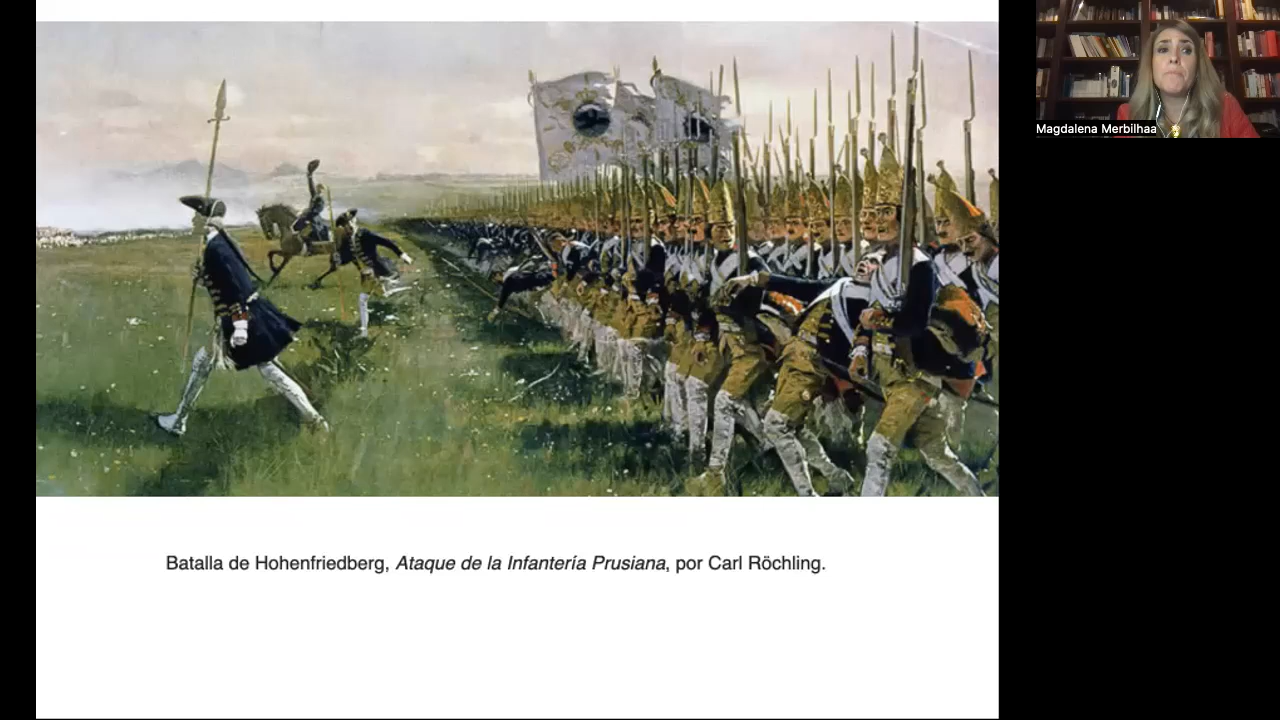 Magdalena Merbilhaa
Batalla de Hohenfriedberg, Ataque de la Infantería Prusiana, por Carl Röchling.